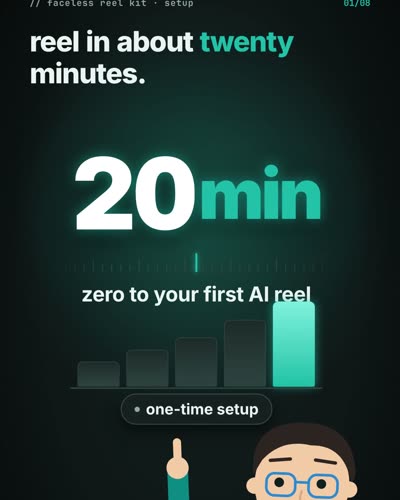 // faceless reel kit · setup
01/08
reel in about twenty
minutes.
20min
zero to your first AI reel
one-time setup